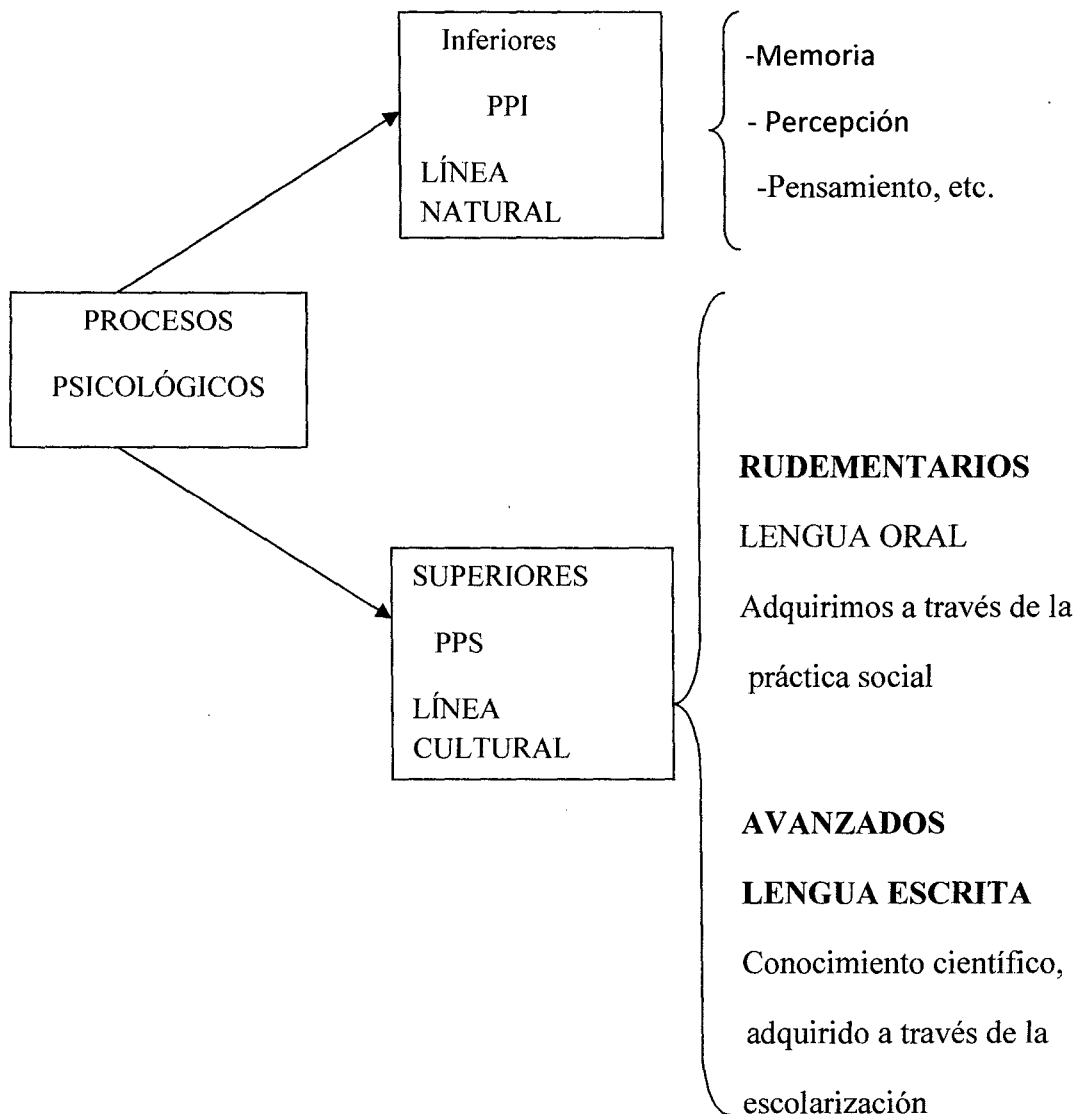 Inferiores
PPI
LÍNEA
NATURAL
-Memoria
- Percepción
-Pensamiento, etc.
PROCESOS
PSICOLÓGICOS
SUPERIORES
PPS
LÍNEA
CULTURAL
RUDEMENTARIOS
LENGUA ORAL
Adquirimos a través de la
práctica social
AVANZADOS
LENGUA ESCRITA
Conocimiento científico,
adquirido a través de la
escolarización